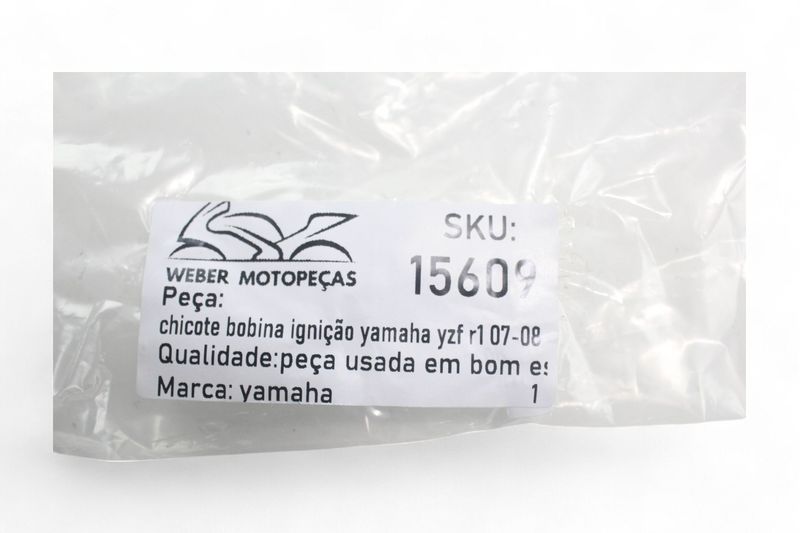 WEBER MOTOPEÇAS
SKU:
15609
Peça:
chicote bobina ignição yamaha yzf r1 07-08
Qualidade:peça usada em bom es
Marca: yamaha 1